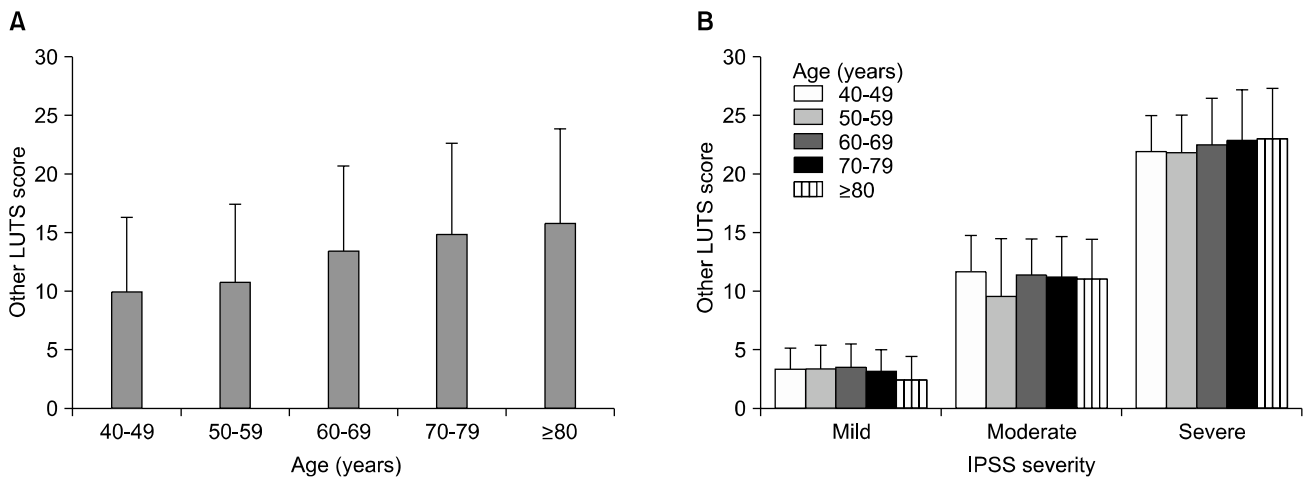 A
30
25
20
15
10
5
0
Other LUTS score
40-49
50-59
60-69
70-79
≥80
Age (years)
B
30
25
20
15
10
5
0
Other LUTS score
Age (years)
40-49
50-59
60-69
70-79
≥80
Mild
Moderate
Severe
IPSS severity